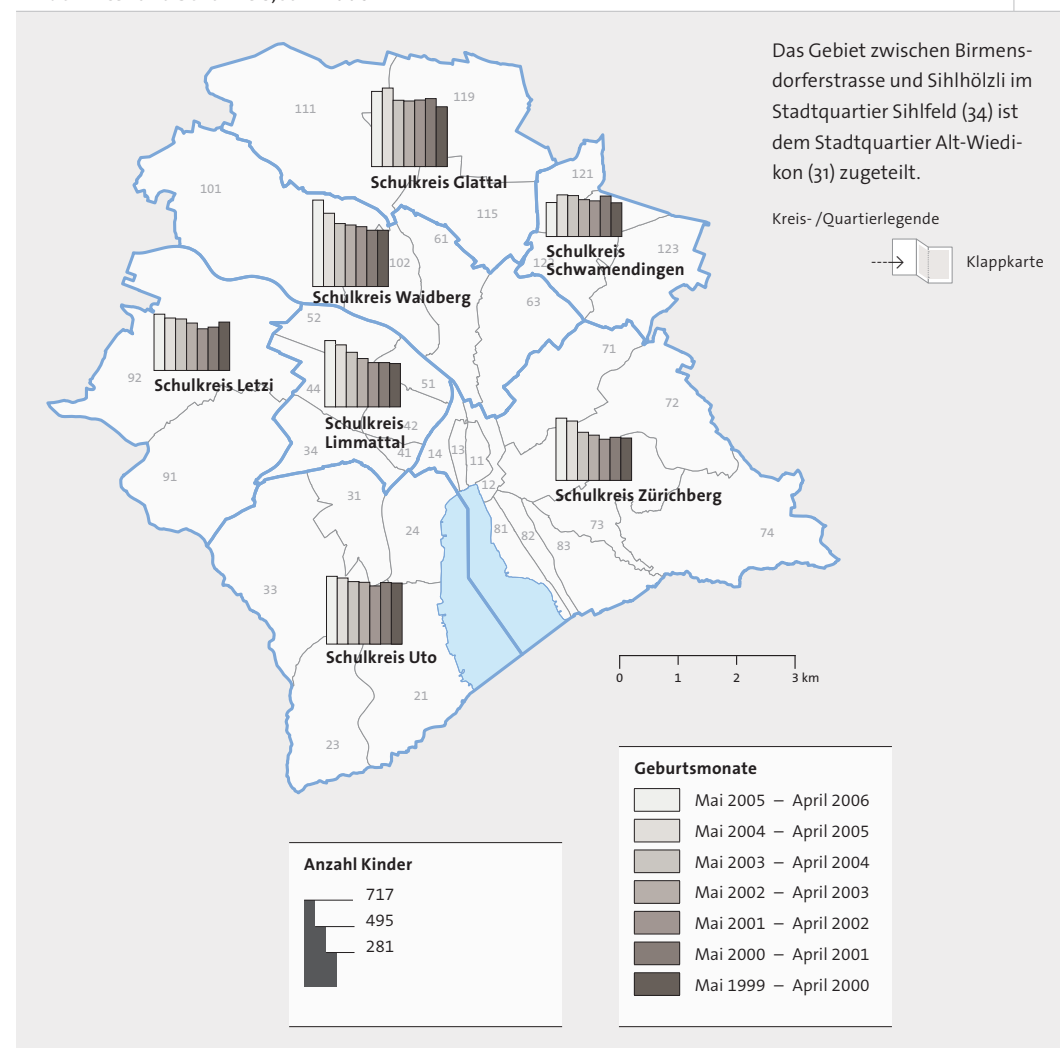 Das Gebiet zwischen Birmens-
dorferstrasse und Sihlhölzli im
Stadtquartier Sihlfeld (34) ist
dem Stadtquartier Alt-Wiedi-
kon (31) zugeteilt.
Kreis- /Quartierlegende
Klappkarte
111
119
Schulkreis Glattal
121
101
115
61
Schulkreis
Schwamendingen
123
102
Schulkreis Waidberg
63
52
71
92
Schulkreis Letzi
44
51
72
Schulkreis
Limmattal
42
34
41
14
13
11
91
12
Schulkreis Zürichberg
31
24
81
82
83
73
74
33
Schulkreis Uto
21
23
0 1 2 3 km
Geburtsmonate
Mai 2005 – April 2006
Mai 2004 – April 2005
Mai 2003 – April 2004
Mai 2002 – April 2003
Mai 2001 – April 2002
Mai 2000 – April 2001
Mai 1999 – April 2000
Anzahl Kinder
717
495
281